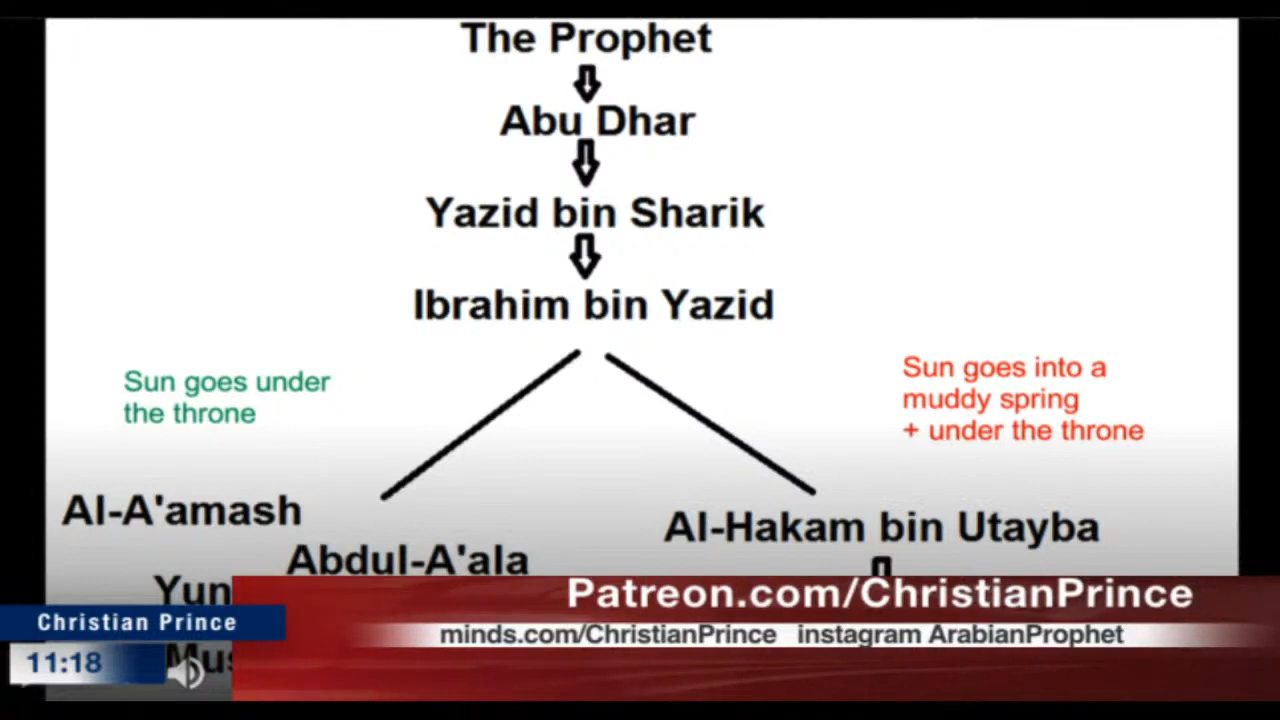 The Prophet
Abu Dhar
Yazid bin Sharik
Ibrahim bin Yazid
Sun goes under
the throne
Sun goes into a
muddy spring
+ under the throne
Al-A'amash
Al-Hakam bin Utayba
Abdul-A'ala
Patreon.com/ChristianPrince
Christian Prince
minds.com/ChristianPrince instagram ArabianProphet
11:18